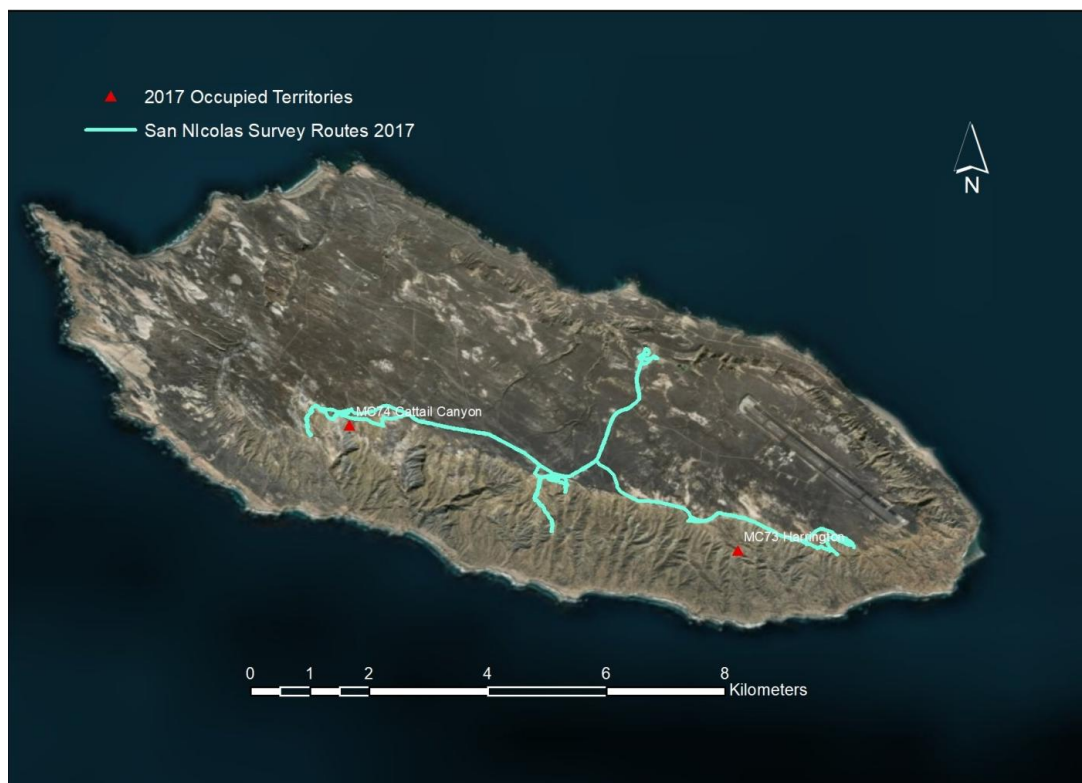 2017 Occupied Territories
San NIcolas Survey Routes 2017
N
MC74 Cattail Canyon
MC73 Harrington
0 1 2 4 6 8
Kilometers